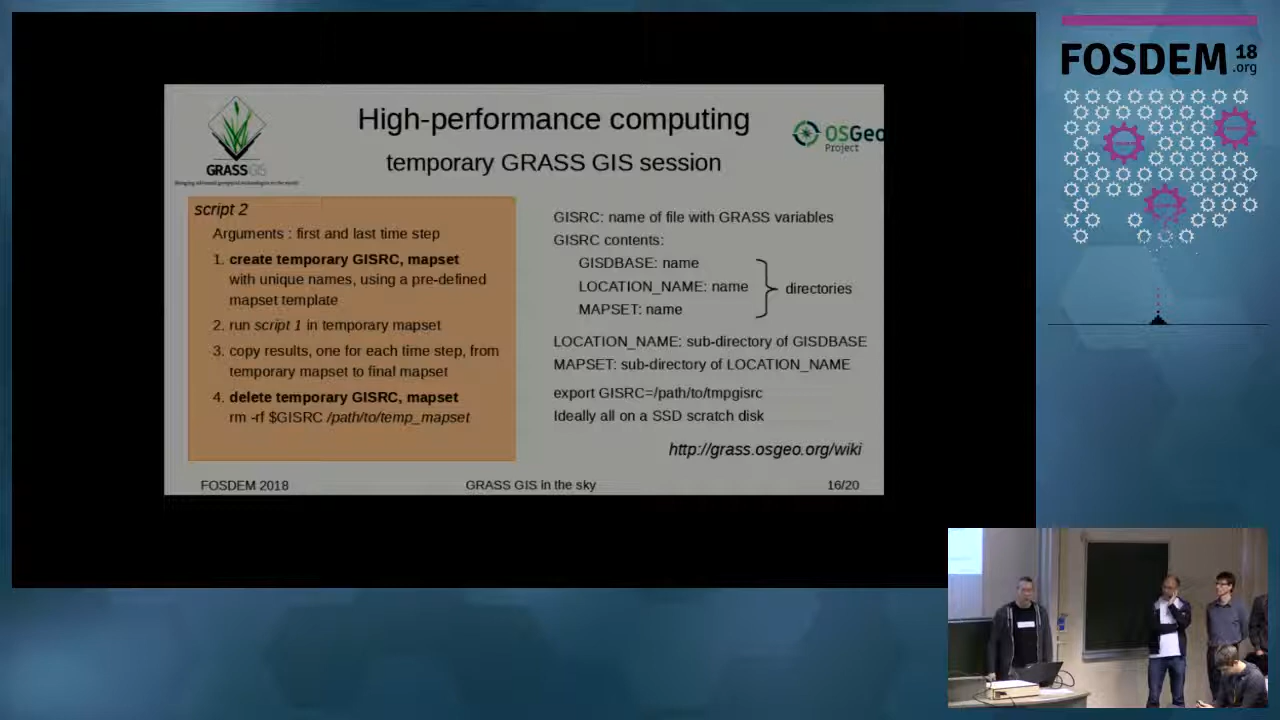 High-performance computing
temporary GRASS GIS session
GRASS GIS
OSGeo
Project
script 2
Arguments : first and last time step
1. create temporary GISRC, mapset
with unique names, using a pre-defined
mapset template
2. run script 1 in temporary mapset
3. copy results, one for each time step, from
temporary mapset to final mapset
4. delete temporary GISRC, mapset
rm -rf $GISRC /path/to/temp_mapset
GISRC: name of file with GRASS variables
GISRC contents:
GISDBASE: name
LOCATION_NAME: name
MAPSET: name
directories
LOCATION_NAME: sub-directory of GISDBASE
MAPSET: sub-directory of LOCATION_NAME
export GISRC=/path/to/tmpgisrc
Ideally all on a SSD scratch disk
http://grass.osgeo.org/wiki
FOSDEM 2018
GRASS GIS in the sky
16/20
FOSDEM 18
.org